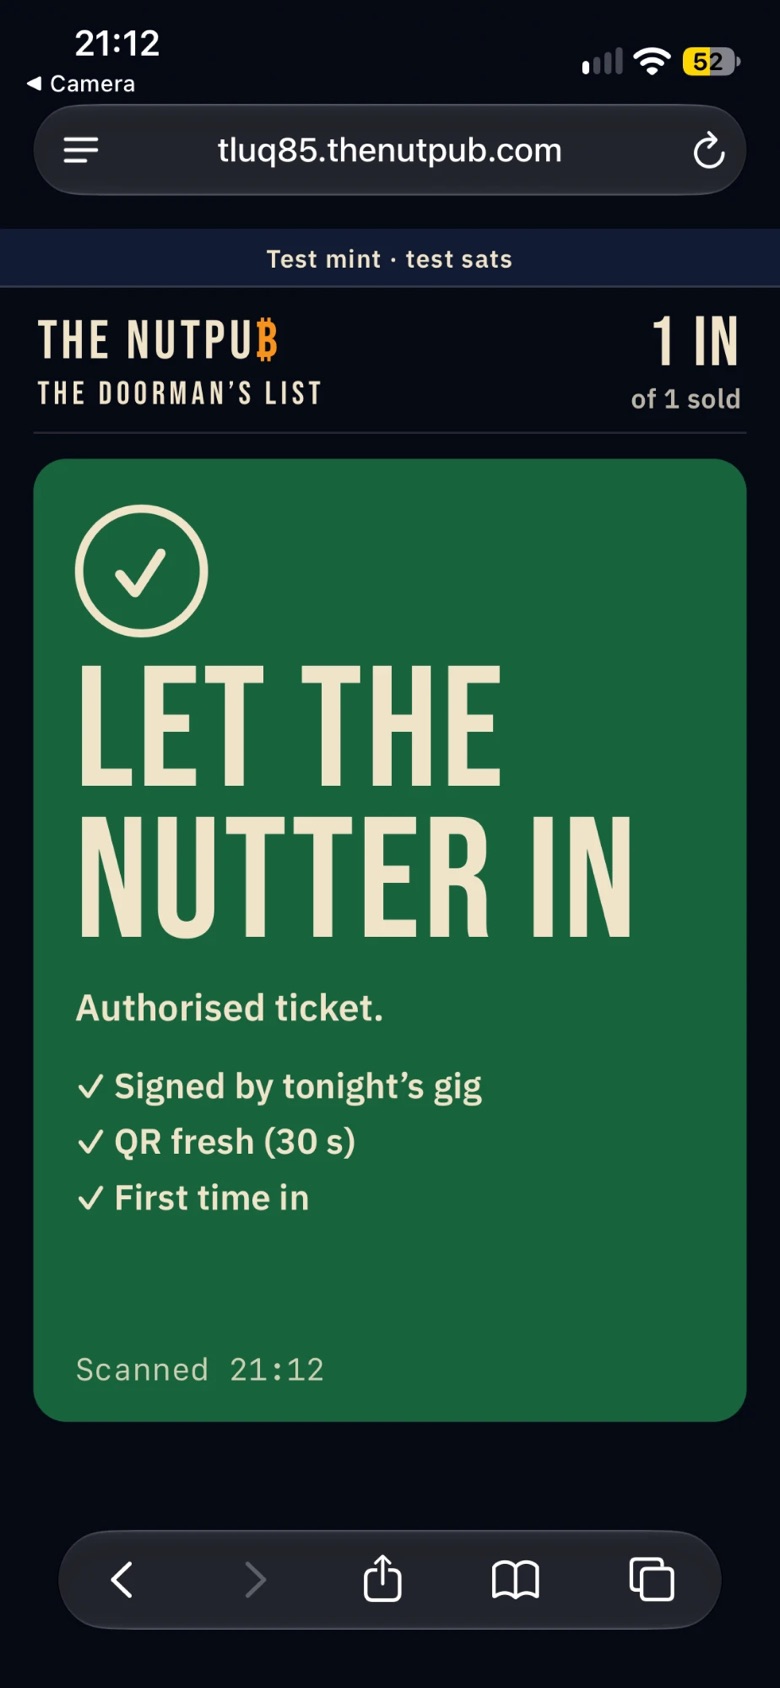 21:12
Camera
52
tluq85.thenutpub.com
Test mint · test sats
THE NUTPU₿
THE DOORMAN’S LIST
1 IN
of 1 sold
LET THE
NUTTER IN
Authorised ticket.
✓ Signed by tonight’s gig
✓ QR fresh (30 s)
✓ First time in
Scanned 21:12